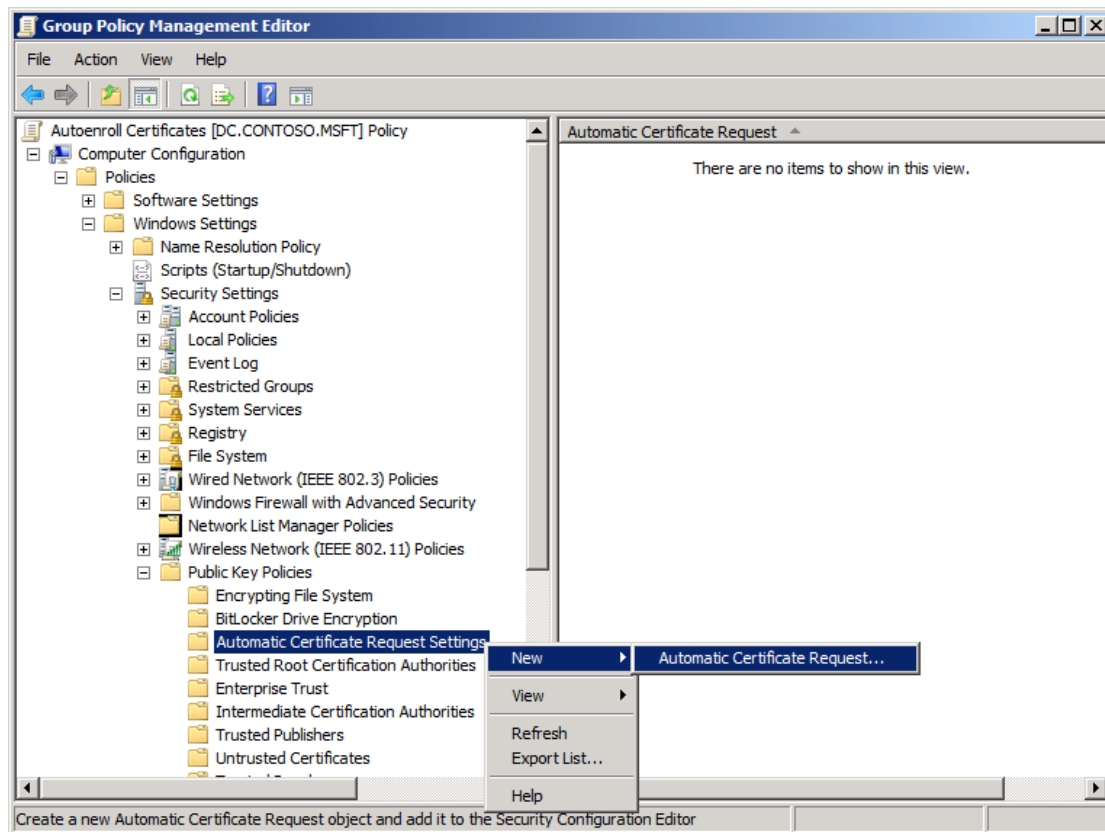 Group Policy Management Editor
File Action View Help
Autoenroll Certificates [DC.CONTOSO.MSFT] Policy
Computer Configuration
Policies
Software Settings
Windows Settings
Name Resolution Policy
Scripts (Startup/Shutdown)
Security Settings
Account Policies
Local Policies
Event Log
Restricted Groups
System Services
Registry
File System
Wired Network (IEEE 802.3) Policies
Windows Firewall with Advanced Security
Network List Manager Policies
Wireless Network (IEEE 802.11) Policies
Public Key Policies
Encrypting File System
BitLocker Drive Encryption
Automatic Certificate Request Settings
Trusted Root Certification Authorities
Enterprise Trust
Intermediate Certification Authorities
Trusted Publishers
Untrusted Certificates
Automatic Certificate Request
There are no items to show in this view.
New
Automatic Certificate Request...
View
Refresh
Export List...
Help
Create a new Automatic Certificate Request object and add it to the Security Configuration Editor